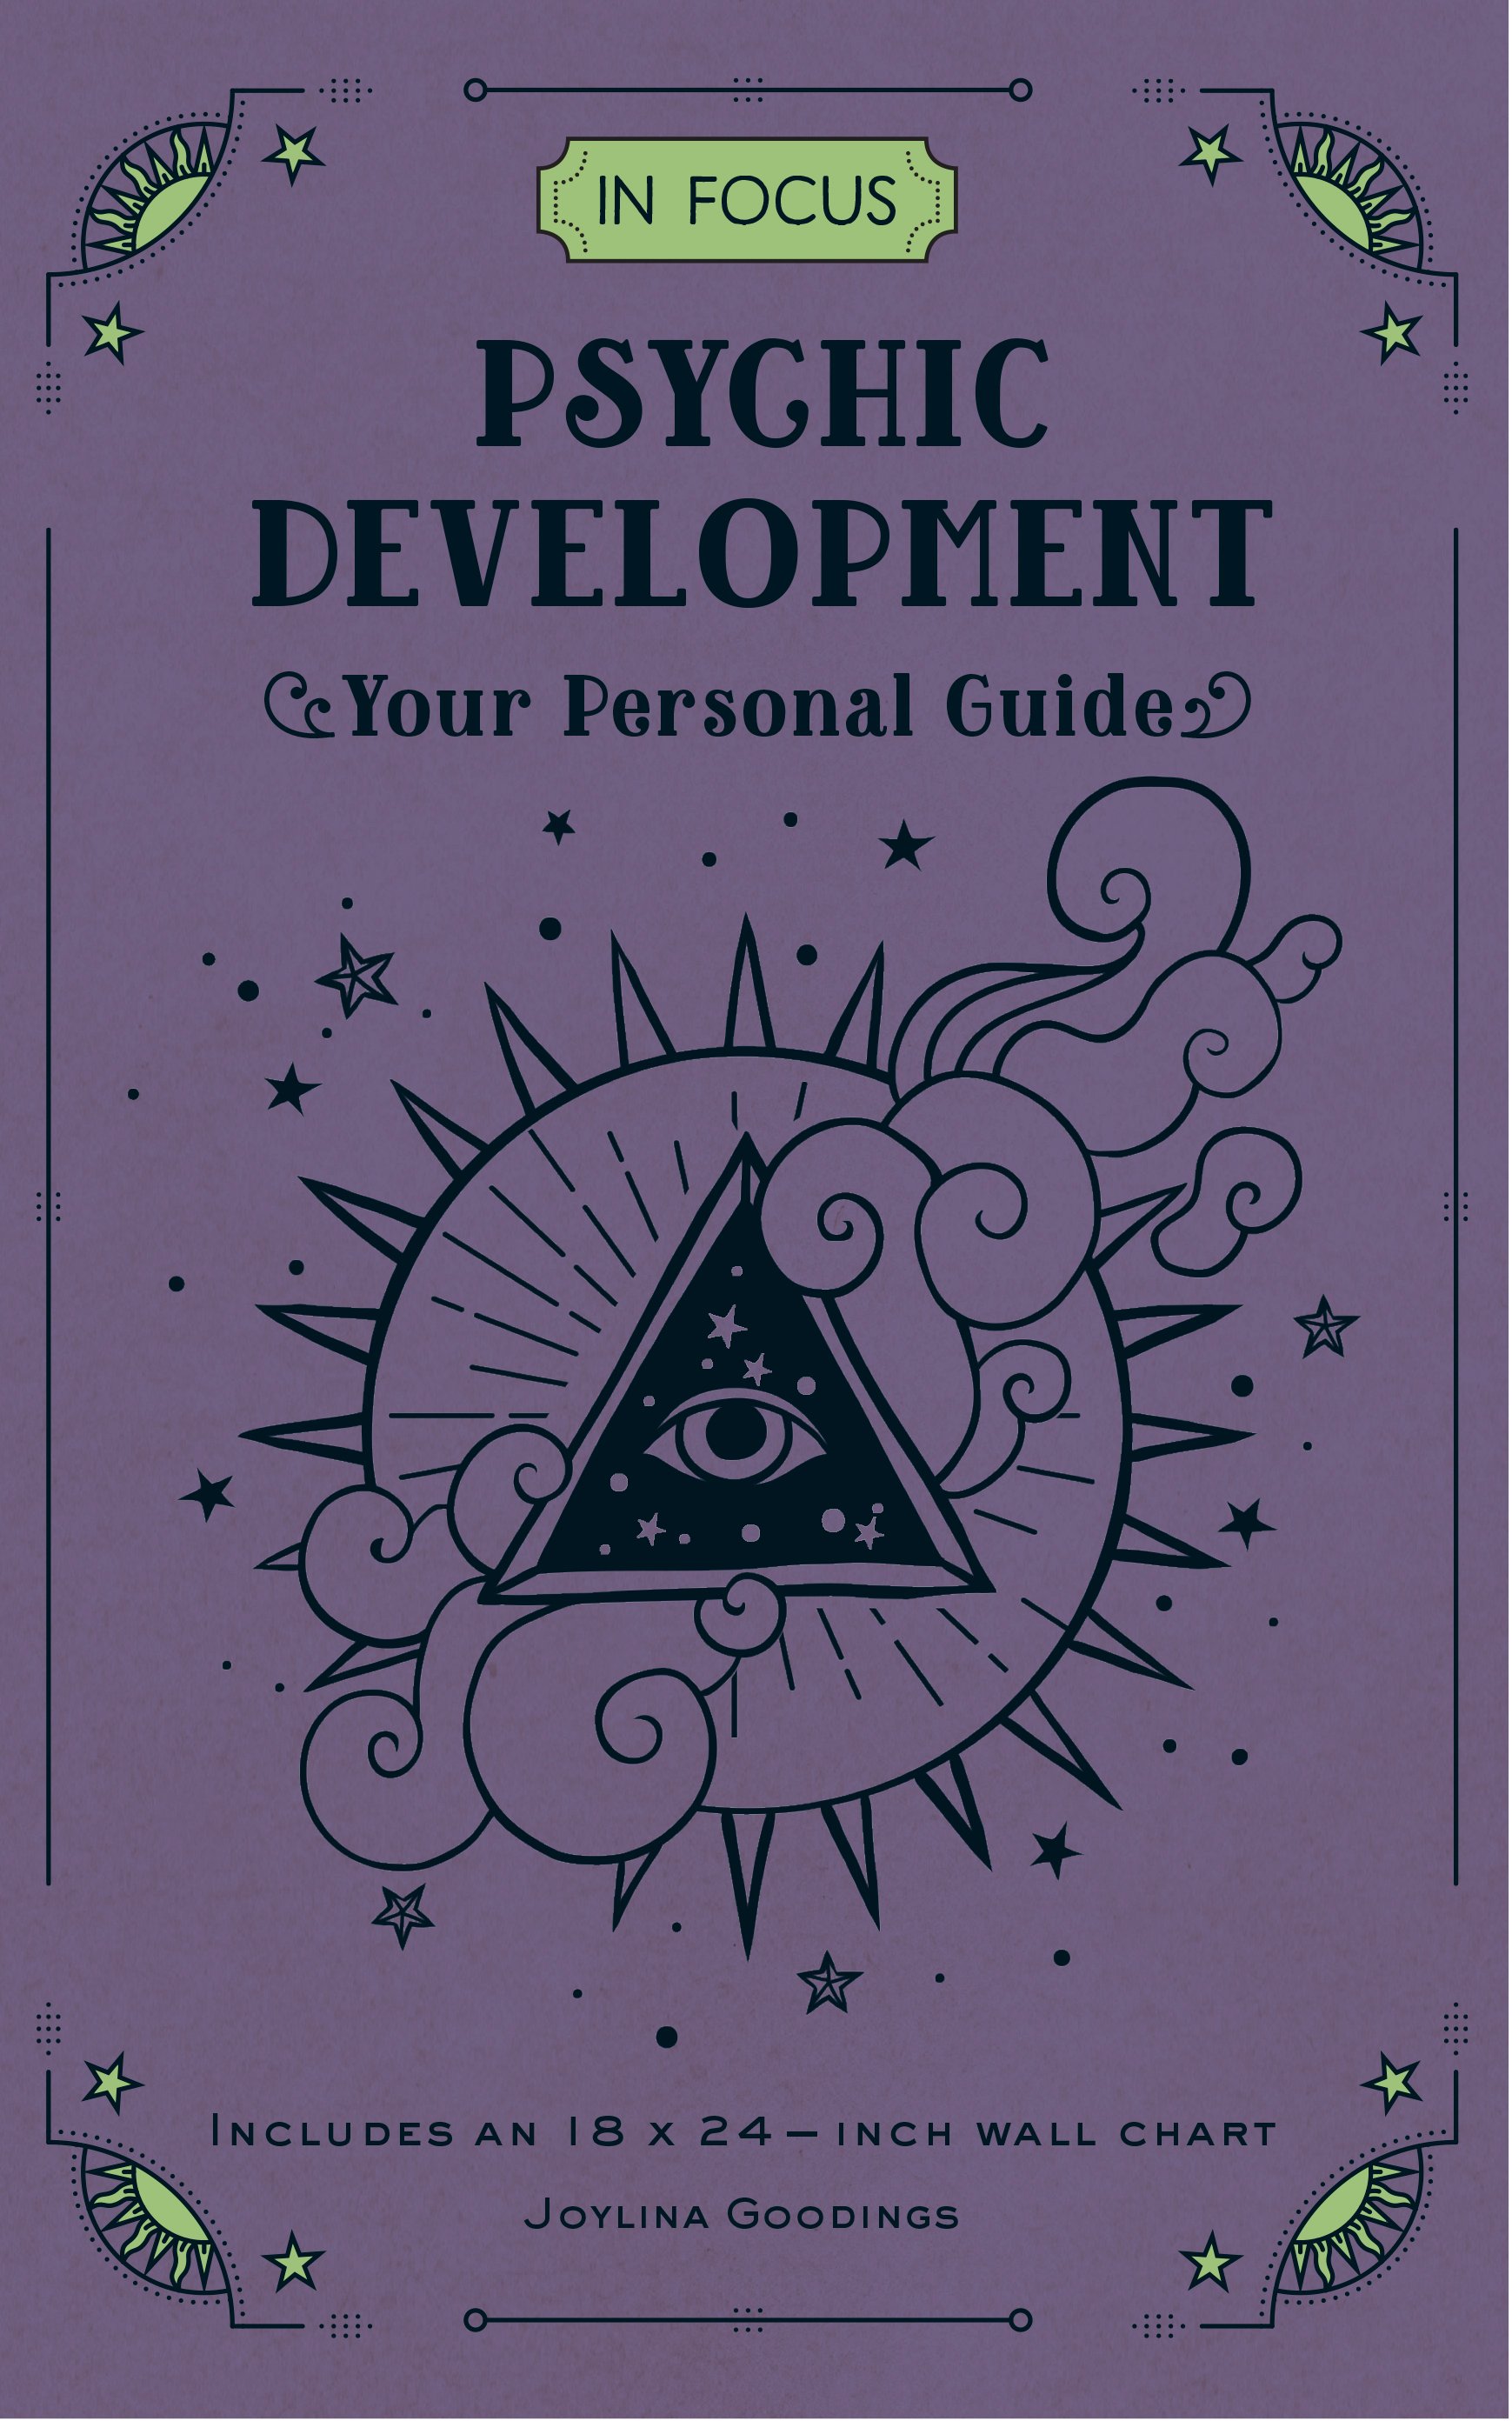 IN FOCUS
PSYCHIC
DEVELOPMENT
Your Personal Guide
INCLUDES AN 18 X 24–INCH WALL CHART
JOYLINA GOODINGS